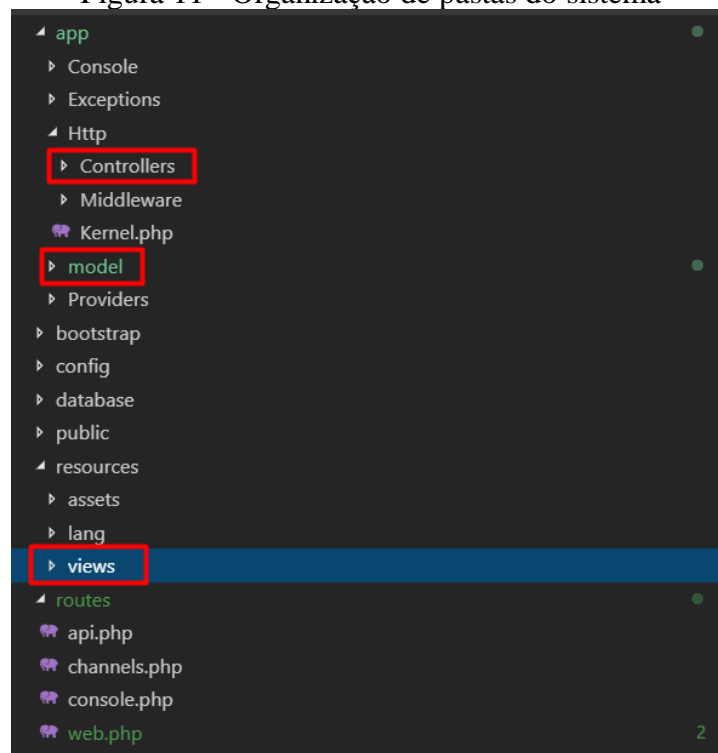 Figura 11 - Organização de pastas do sistema
app
Console
Exceptions
Http
Controllers
Middleware
Kernel.php
model
Providers
bootstrap
config
database
public
resources
assets
lang
views
routes
api.php
channels.php
console.php
web.php 2